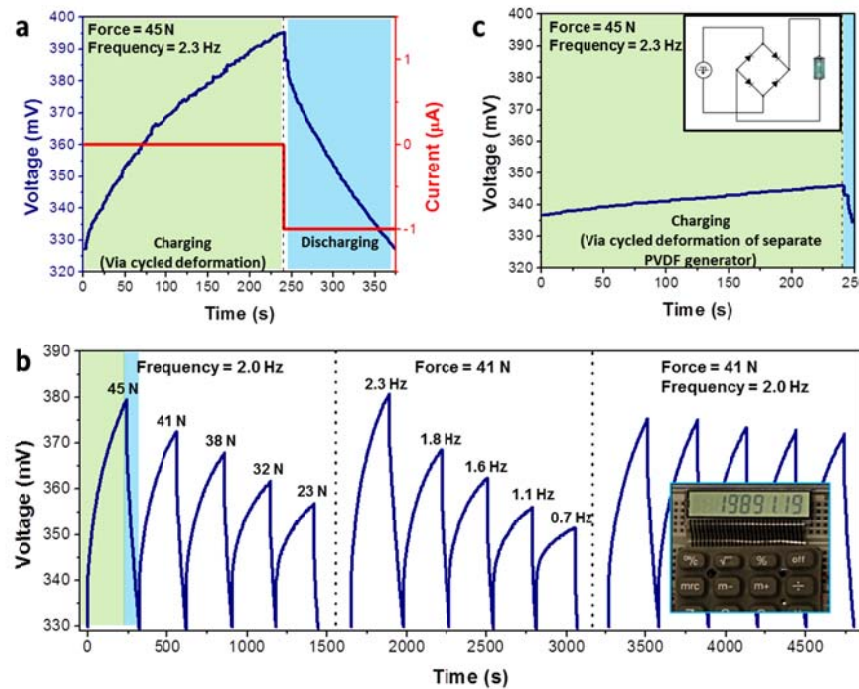 a
Force = 45 N
Frequency = 2.3 Hz
400
390
380
370
360
350
340
330
320
Voltage (mV)
1
0
-1
Current (μA)
Charging
(Via cycled deformation)
Discharging
0 50 100 150 200 250 300 350
Time (s)
c
Force = 45 N
Frequency = 2.3 Hz
400
390
380
370
360
350
340
330
320
Voltage (mV)
Charging
(Via cycled deformation of separate
PVDF generator)
0 50 100 150 200 250
Time (s)
b
Frequency = 2.0 Hz
Force = 41 N
Force = 41 N
Frequency = 2.0 Hz
390
380
370
360
350
340
330
Voltage (mV)
45 N
41 N
38 N
32 N
23 N
2.3 Hz
1.8 Hz
1.6 Hz
1.1 Hz
0.7 Hz
19891.19
√ % off
mrc m- m+ ÷
0 500 1000 1500 2000 2500 3000 3500 4000 4500
Time (s)